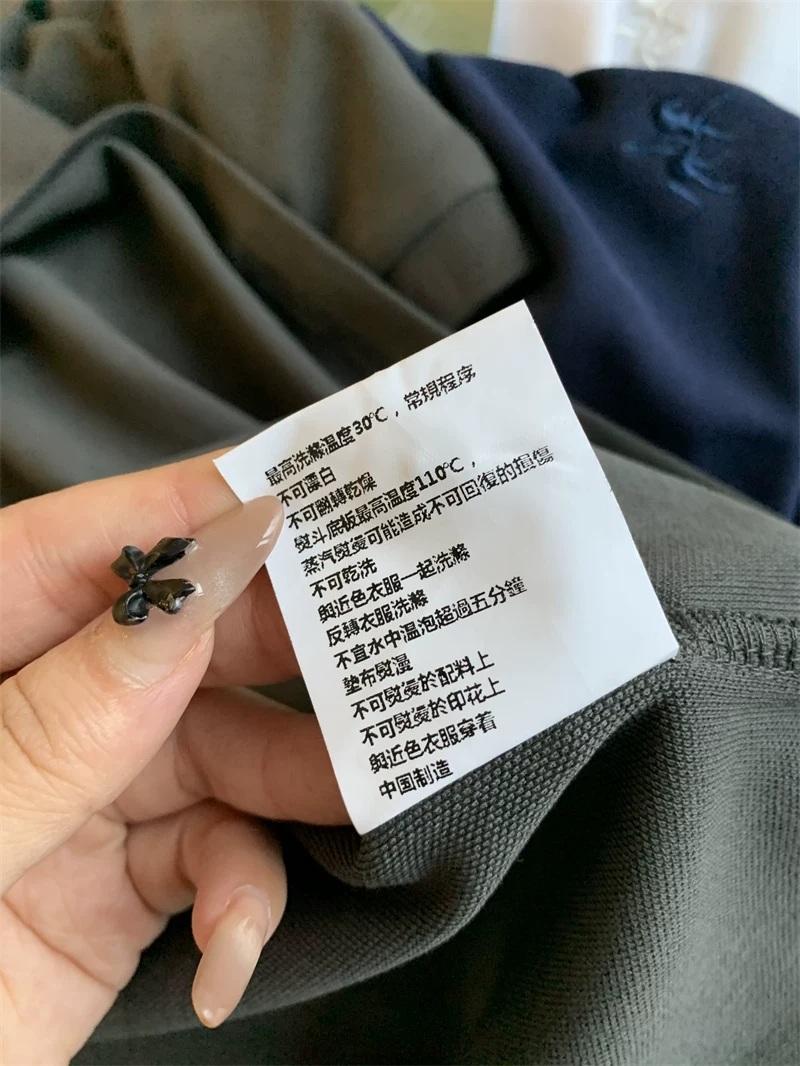 最高洗滌溫度30℃，常規程序
不可漂白
不可翻轉乾燥
熨斗底板最高溫度110℃，
蒸汽熨燙可能造成不可回復的損傷
不可乾洗
與近色衣服一起洗滌
反轉衣服洗滌
不宜水中溫泡超過五分鐘
墊布熨濕
不可熨燙於配料上
不可熨燙於印花上
與近色衣服穿着
中国制造